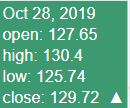 Oct 28, 2019
open: 127.65
high: 130.4
low: 125.74
close: 129.72 ▲